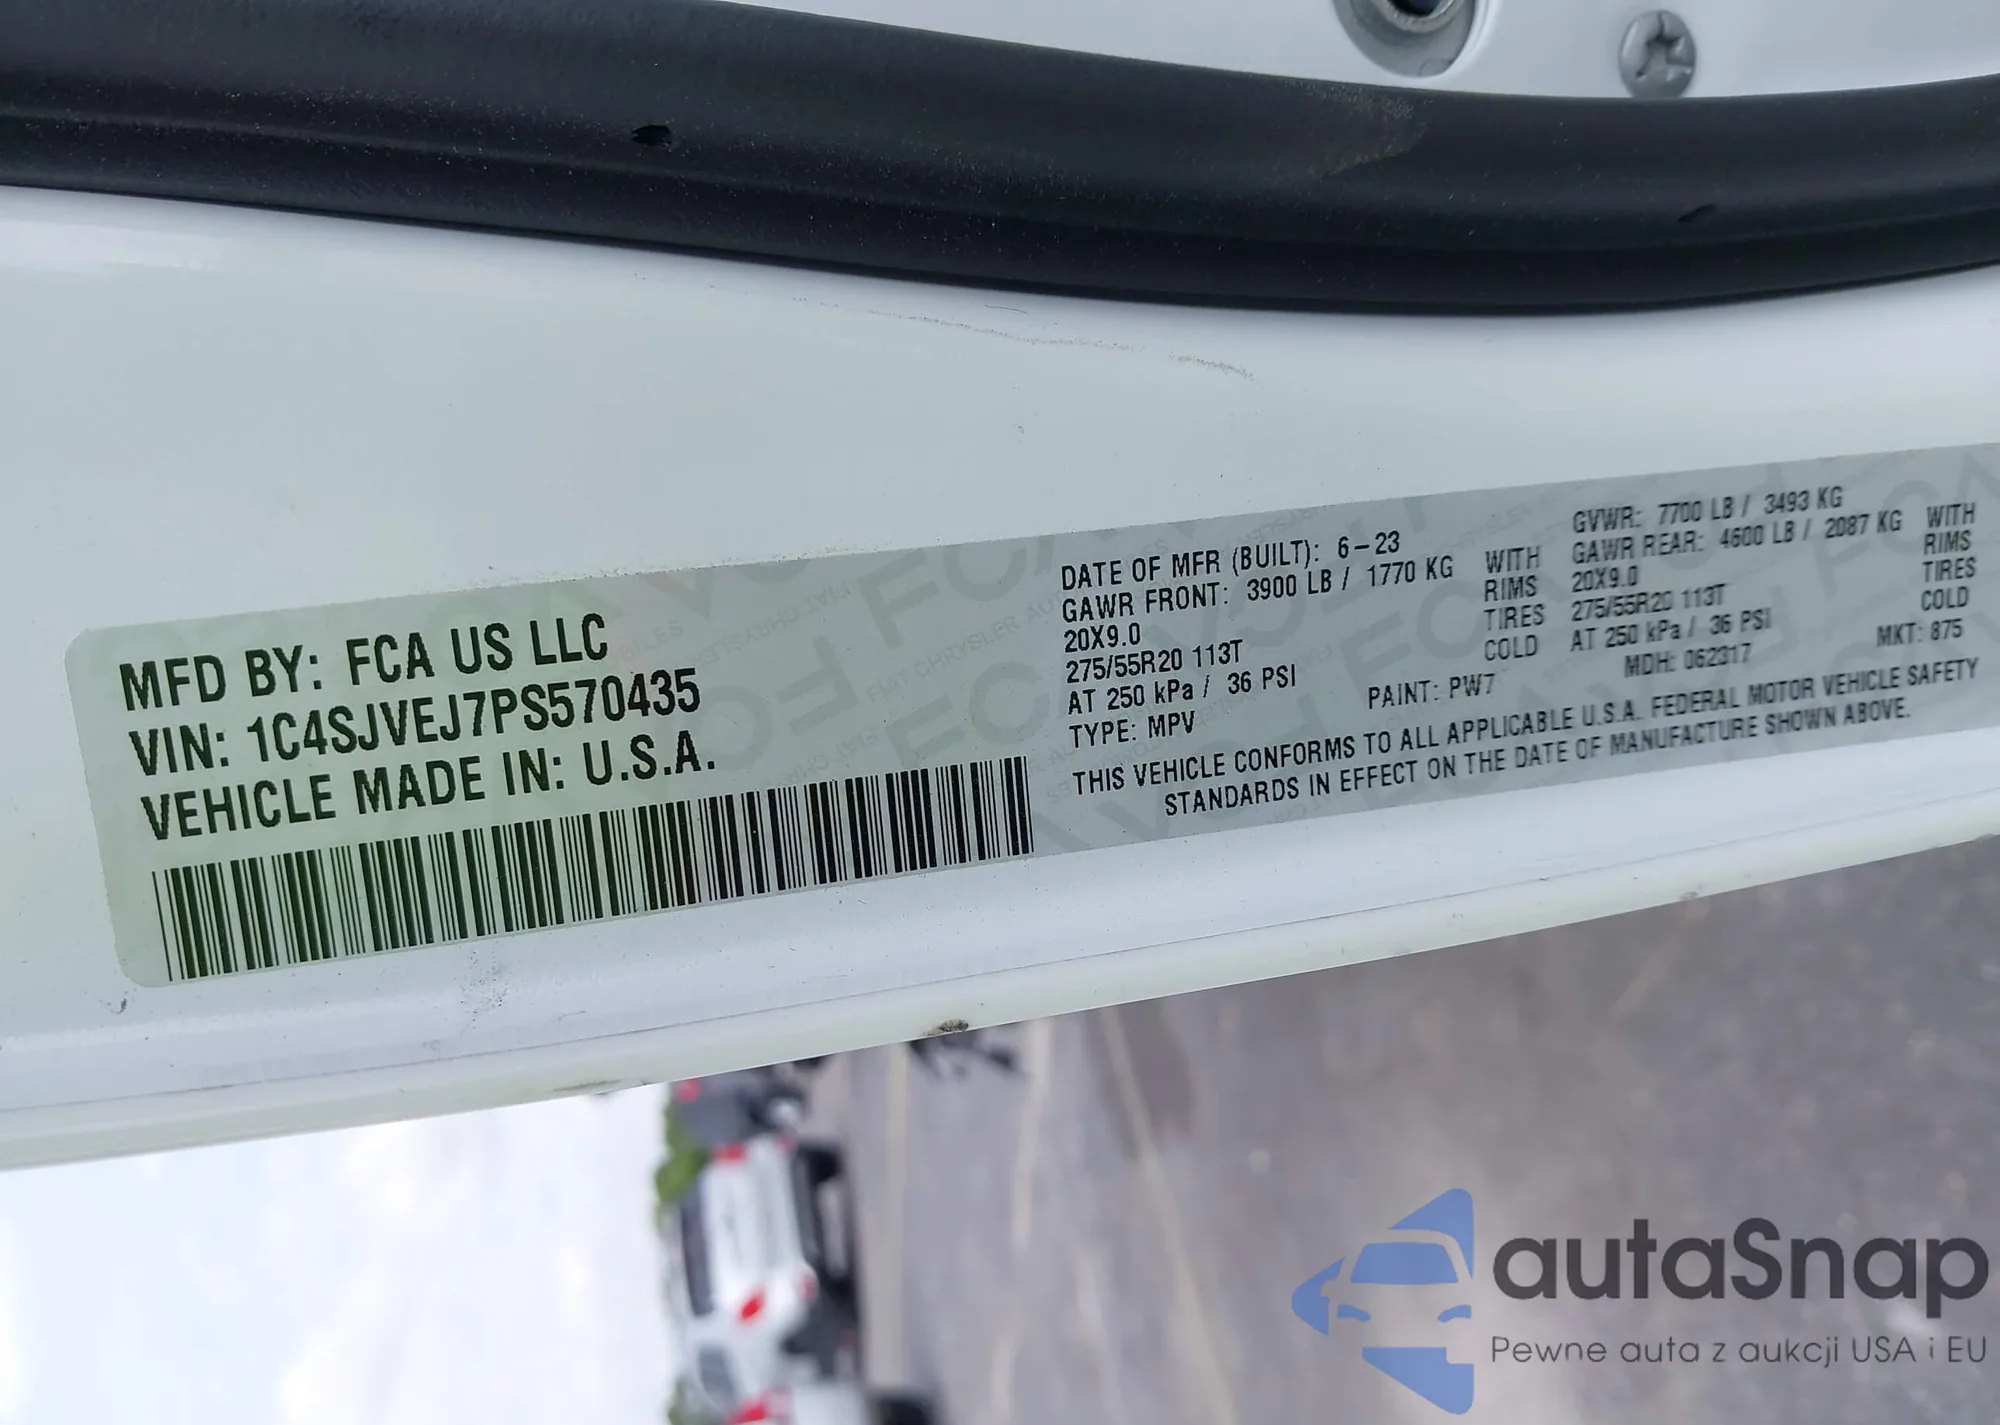 MFD BY: FCA US LLC
VIN: 1C4SJVEJ7PS570435
VEHICLE MADE IN: U.S.A.
DATE OF MFR (BUILT): 6-23
GAWR FRONT: 3900 LB / 1770 KG WITH
20X9.0 RIMS
275/55R20 113T TIRES
AT 250 kPa / 36 PSI COLD
TYPE: MPV
PAINT: PW7
GVWR: 7700 LB / 3493 KG
GAWR REAR: 4600 LB / 2087 KG WITH
20X9.0 RIMS
275/55R20 113T TIRES
AT 250 kPa / 36 PSI COLD
MDH: 062317
MKT: 875
THIS VEHICLE CONFORMS TO ALL APPLICABLE U.S.A. FEDERAL MOTOR VEHICLE SAFETY
STANDARDS IN EFFECT ON THE DATE OF MANUFACTURE SHOWN ABOVE.
autaSnap
Pewne auta z aukcji USA i EU